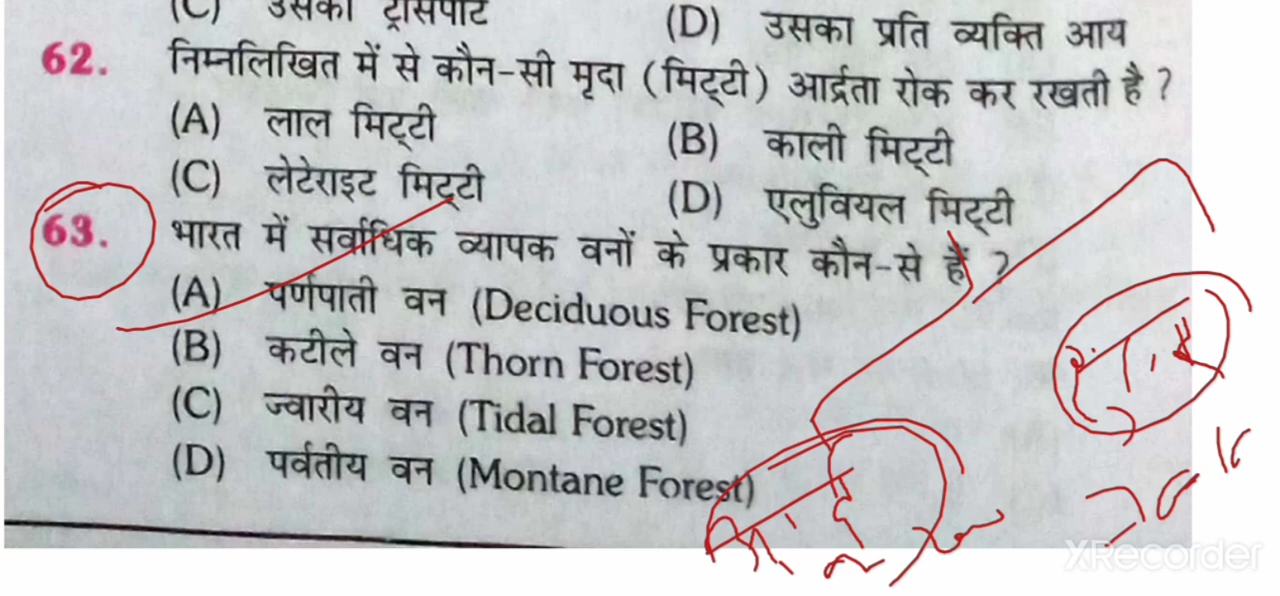 (C) उसका ट्रांसपोर्ट (D) उसका प्रति व्यक्ति आय
62. निम्नलिखित में से कौन-सी मृदा (मिट्टी) आर्द्रता रोक कर रखती है ?
(A) लाल मिट्टी (B) काली मिट्टी
(C) लेटेराइट मिट्टी (D) एलुवियल मिट्टी
63. भारत में सर्वाधिक व्यापक वनों के प्रकार कौन-से हैं ?
(A) पर्णपाती वन (Deciduous Forest)
(B) कटीले वन (Thorn Forest)
(C) ज्वारीय वन (Tidal Forest)
(D) पर्वतीय वन (Montane Forest)
XRecorder